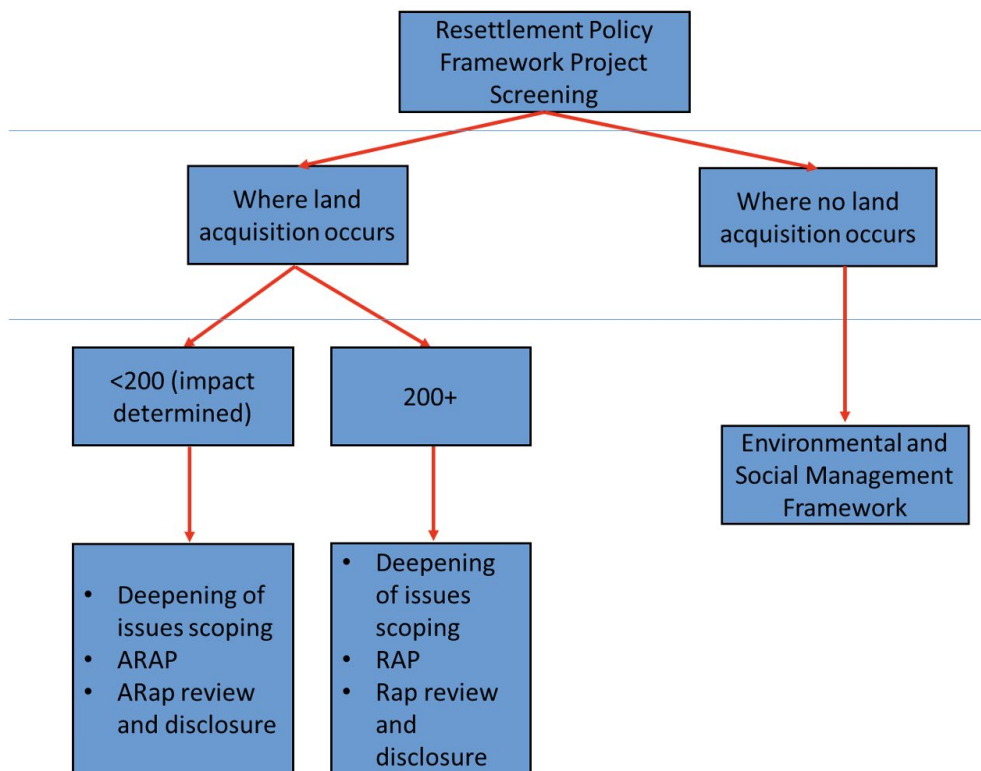 Resettlement Policy
Framework Project
Screening
Where land
acquisition occurs
Where no land
acquisition occurs
<200 (impact
determined)
200+
Environmental and
Social Management
Framework
• Deepening of
issues scoping
• ARAP
• ARap review
and disclosure
• Deepening
of issues
scoping
• RAP
• Rap review
and
disclosure